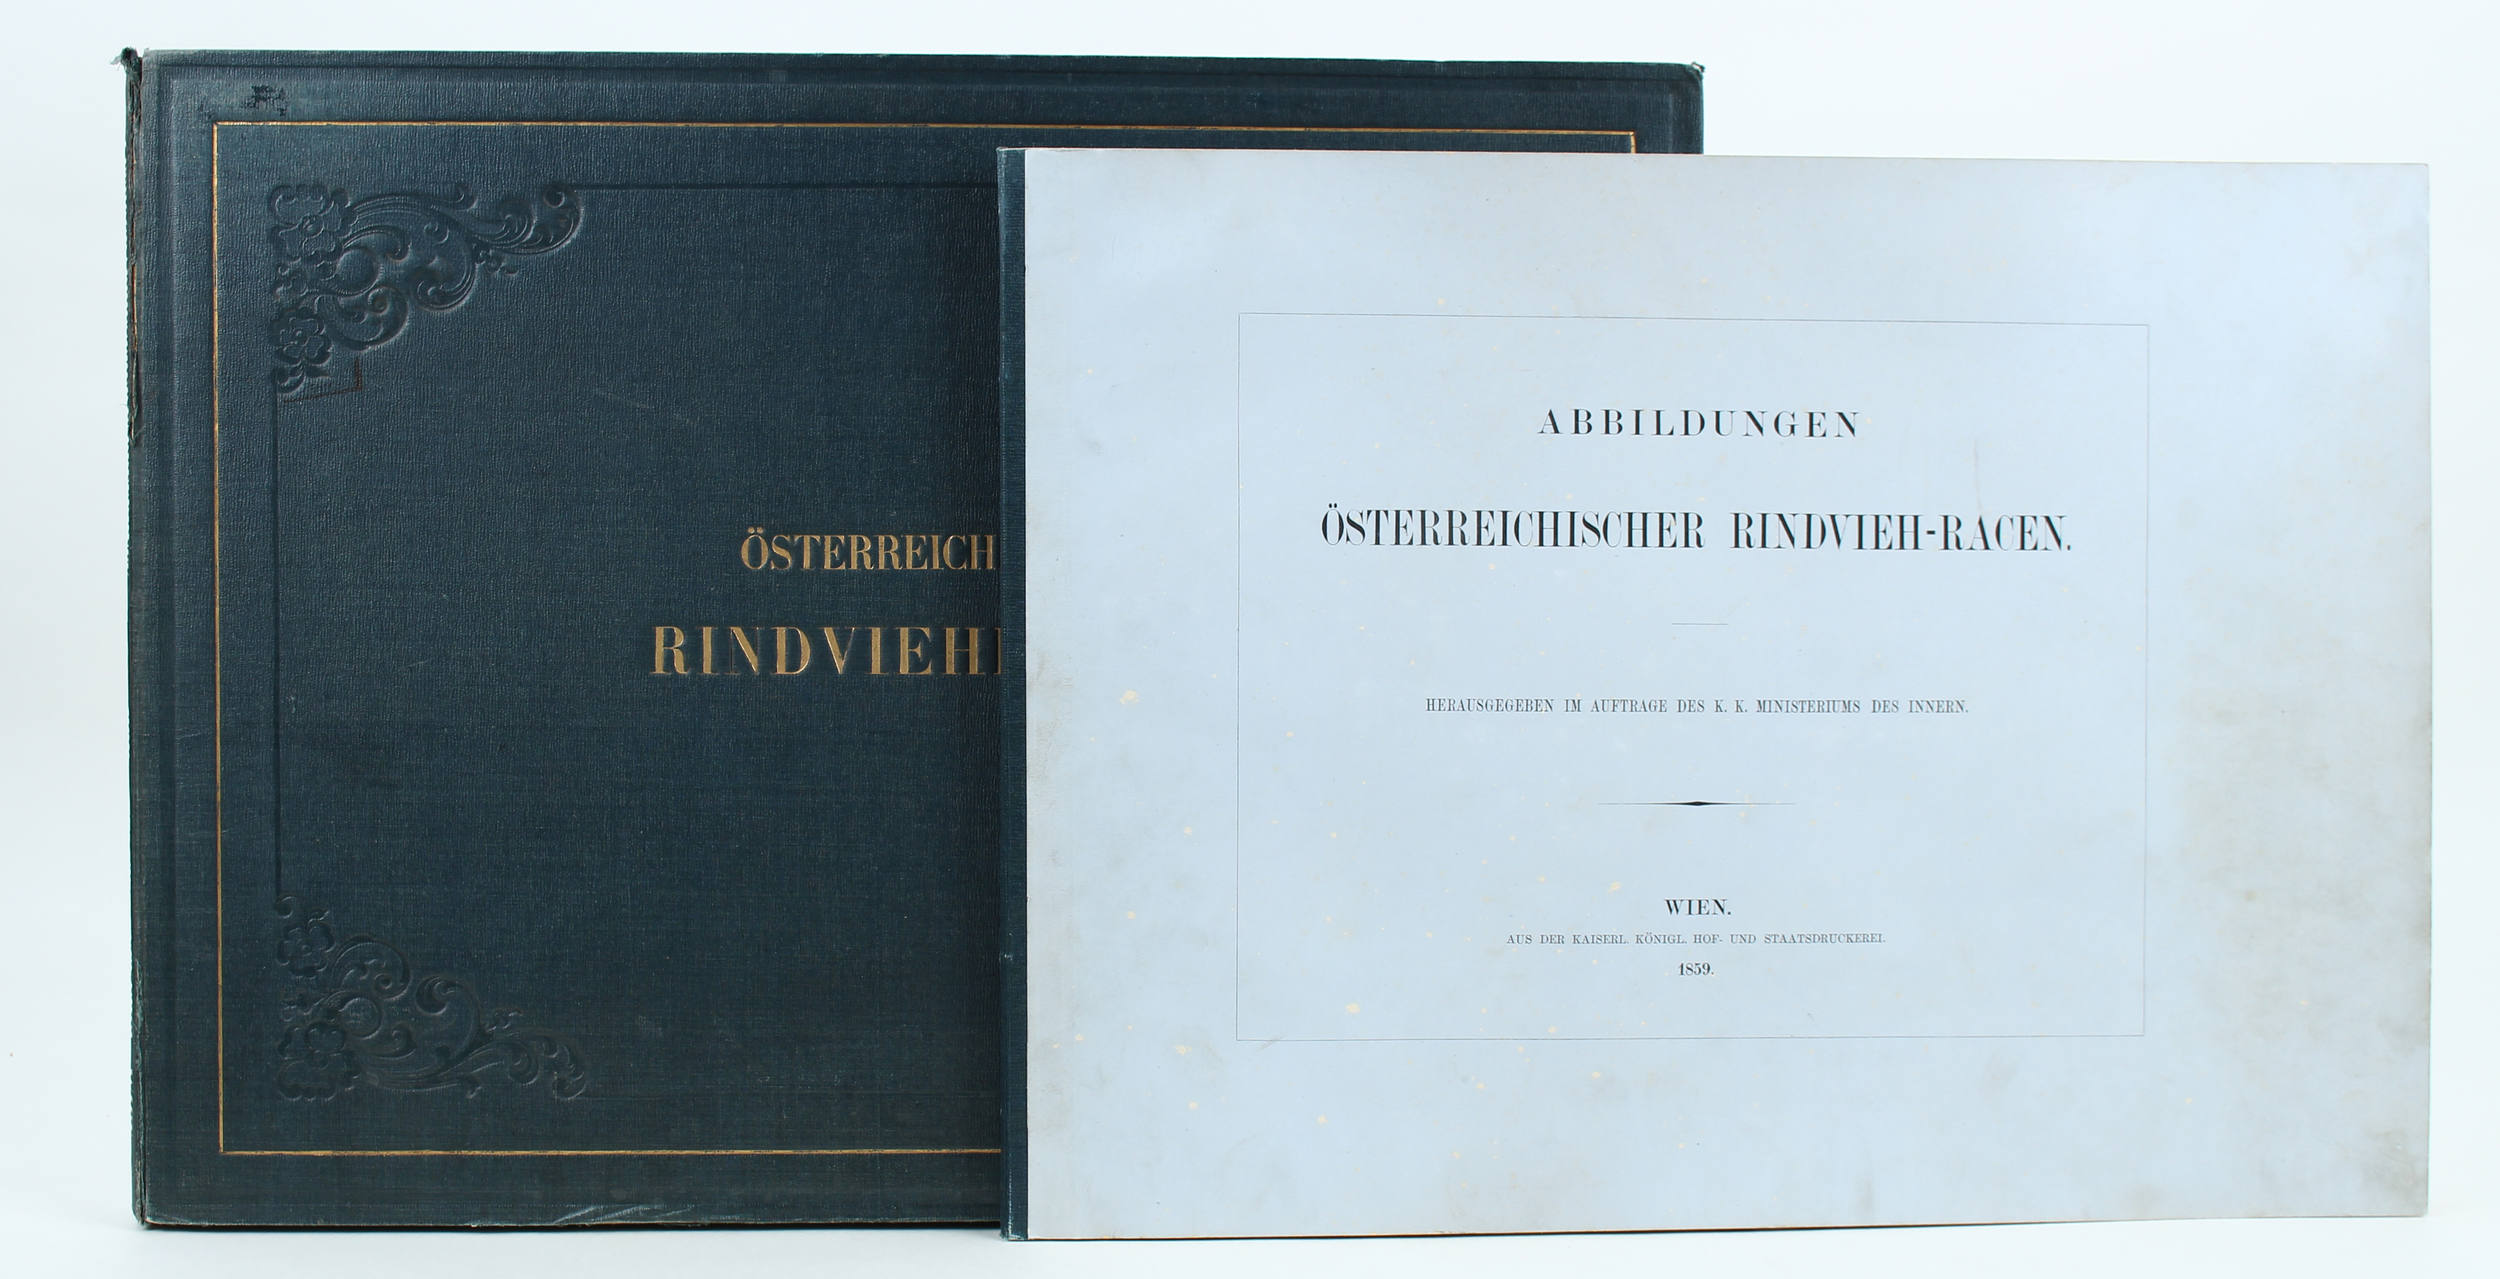 ÖSTERREICH
RINDVIEH
ABBILDUNGEN
ÖSTERREICHISCHER RINDVIEH-RACEN.
HERAUSGEGEBEN IM AUFTRAGE DES K. K. MINISTERIUMS DES INNERN.
WIEN.
AUS DER KAISERL. KÖNIGL. HOF- UND STAATSDRUCKEREI.
1859.